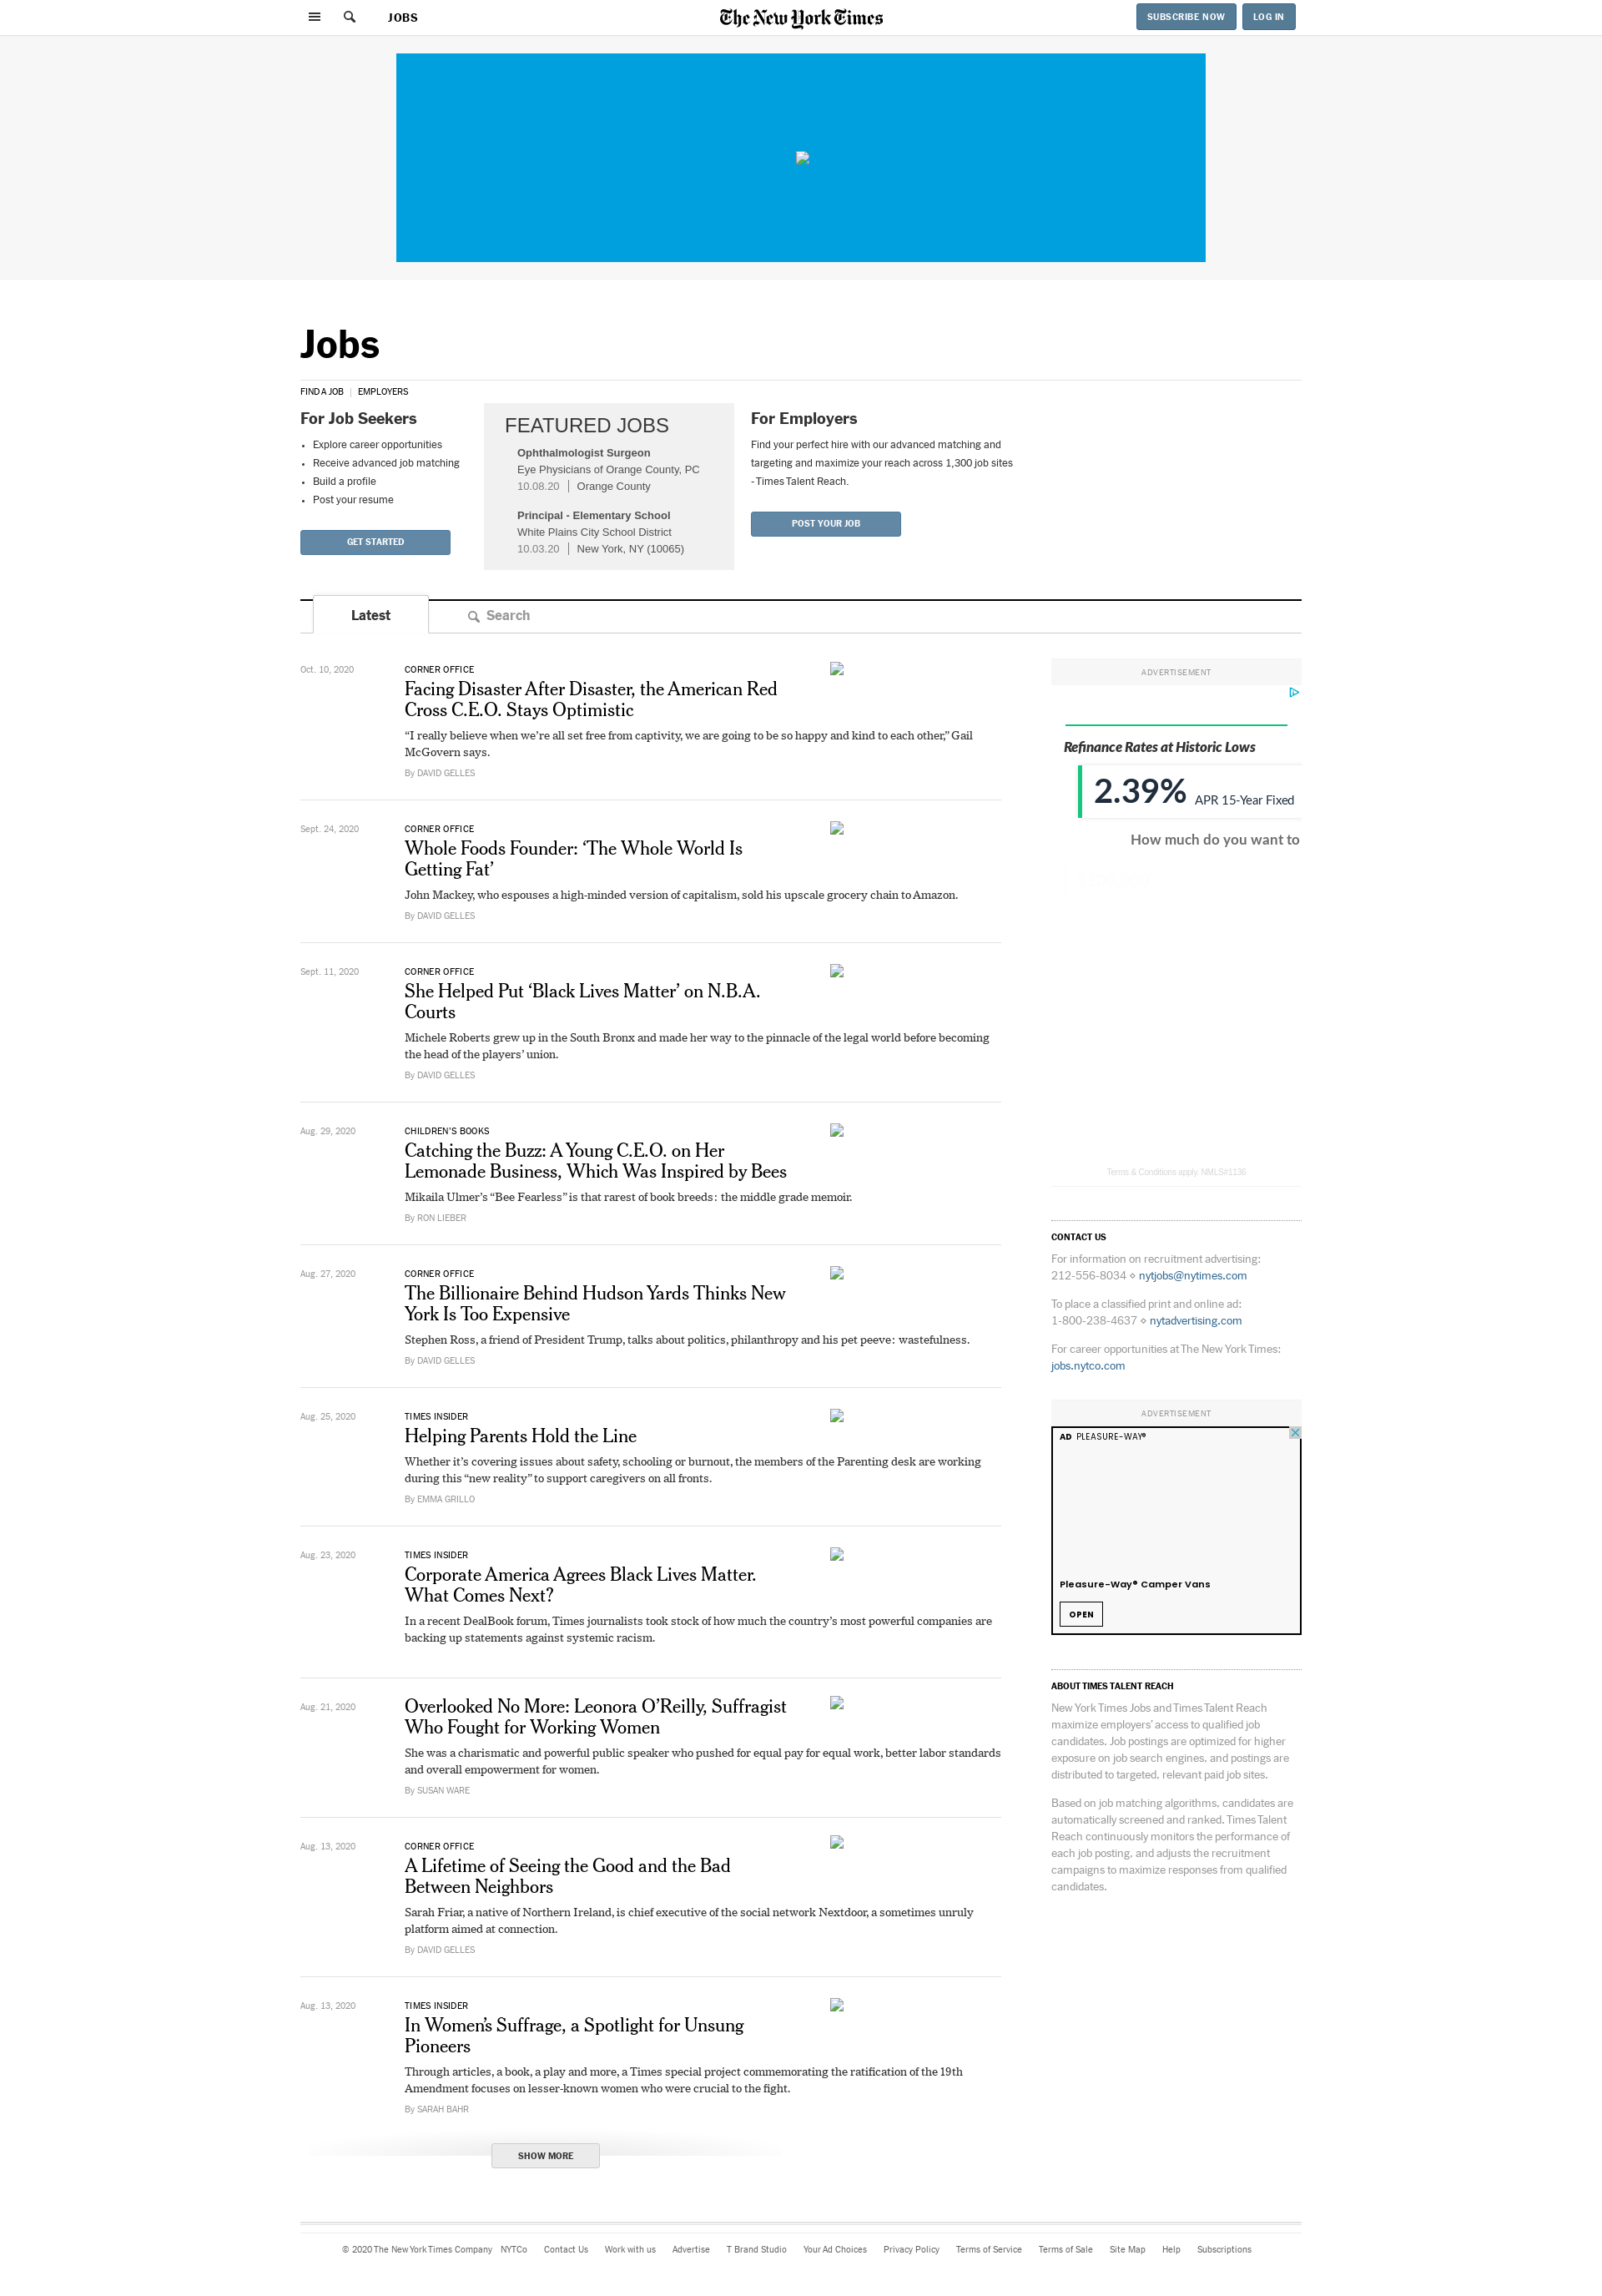 JOBS
The New York Times
SUBSCRIBE NOW
LOG IN
Jobs
FIND A JOB | EMPLOYERS
For Job Seekers
• Explore career opportunities
• Receive advanced job matching
• Build a profile
• Post your resume
GET STARTED
FEATURED JOBS
Ophthalmologist Surgeon
Eye Physicians of Orange County, PC
10.08.20 | Orange County
Principal - Elementary School
White Plains City School District
10.03.20 | New York, NY (10065)
For Employers
Find your perfect hire with our advanced matching and
targeting and maximize your reach across 1,300 job sites
- Times Talent Reach.
POST YOUR JOB
Latest
Search
Oct. 10, 2020
CORNER OFFICE
Facing Disaster After Disaster, the American Red
Cross C.E.O. Stays Optimistic
“I really believe when we’re all set free from captivity, we are going to be so happy and kind to each other,” Gail
McGovern says.
By DAVID GELLES
Sept. 24, 2020
CORNER OFFICE
Whole Foods Founder: ‘The Whole World Is
Getting Fat’
John Mackey, who espouses a high-minded version of capitalism, sold his upscale grocery chain to Amazon.
By DAVID GELLES
Sept. 11, 2020
CORNER OFFICE
She Helped Put ‘Black Lives Matter’ on N.B.A.
Courts
Michele Roberts grew up in the South Bronx and made her way to the pinnacle of the legal world before becoming
the head of the players’ union.
By DAVID GELLES
Aug. 29, 2020
CHILDREN’S BOOKS
Catching the Buzz: A Young C.E.O. on Her
Lemonade Business, Which Was Inspired by Bees
Mikaila Ulmer’s “Bee Fearless” is that rarest of book breeds: the middle grade memoir.
By RON LIEBER
Aug. 27, 2020
CORNER OFFICE
The Billionaire Behind Hudson Yards Thinks New
York Is Too Expensive
Stephen Ross, a friend of President Trump, talks about politics, philanthropy and his pet peeve: wastefulness.
By DAVID GELLES
Aug. 25, 2020
TIMES INSIDER
Helping Parents Hold the Line
Whether it’s covering issues about safety, schooling or burnout, the members of the Parenting desk are working
during this “new reality” to support caregivers on all fronts.
By EMMA GRILLO
Aug. 23, 2020
TIMES INSIDER
Corporate America Agrees Black Lives Matter.
What Comes Next?
In a recent DealBook forum, Times journalists took stock of how much the country’s most powerful companies are
backing up statements against systemic racism.
Aug. 21, 2020
Overlooked No More: Leonora O’Reilly, Suffragist
Who Fought for Working Women
She was a charismatic and powerful public speaker who pushed for equal pay for equal work, better labor standards
and overall empowerment for women.
By SUSAN WARE
Aug. 13, 2020
CORNER OFFICE
A Lifetime of Seeing the Good and the Bad
Between Neighbors
Sarah Friar, a native of Northern Ireland, is chief executive of the social network Nextdoor, a sometimes unruly
platform aimed at connection.
By DAVID GELLES
Aug. 13, 2020
TIMES INSIDER
In Women’s Suffrage, a Spotlight for Unsung
Pioneers
Through articles, a book, a play and more, a Times special project commemorating the ratification of the 19th
Amendment focuses on lesser-known women who were crucial to the fight.
By SARAH BAHR
SHOW MORE
ADVERTISEMENT
Refinance Rates at Historic Lows
2.39% APR 15-Year Fixed
How much do you want to
Terms & Conditions apply. NMLS#1136
CONTACT US
For information on recruitment advertising:
212-556-8034 ⋄ nytjobs@nytimes.com
To place a classified print and online ad:
1-800-238-4637 ⋄ nytadvertising.com
For career opportunities at The New York Times:
jobs.nytco.com
ADVERTISEMENT
AD PLEASURE-WAY®
Pleasure-Way® Camper Vans
OPEN
ABOUT TIMES TALENT REACH
New York Times Jobs and Times Talent Reach
maximize employers’ access to qualified job
candidates. Job postings are optimized for higher
exposure on job search engines, and postings are
distributed to targeted, relevant paid job sites.
Based on job matching algorithms, candidates are
automatically screened and ranked. Times Talent
Reach continuously monitors the performance of
each job posting, and adjusts the recruitment
campaigns to maximize responses from qualified
candidates.
© 2020 The New York Times Company NYTCo Contact Us Work with us Advertise T Brand Studio Your Ad Choices Privacy Policy Terms of Service Terms of Sale Site Map Help Subscriptions